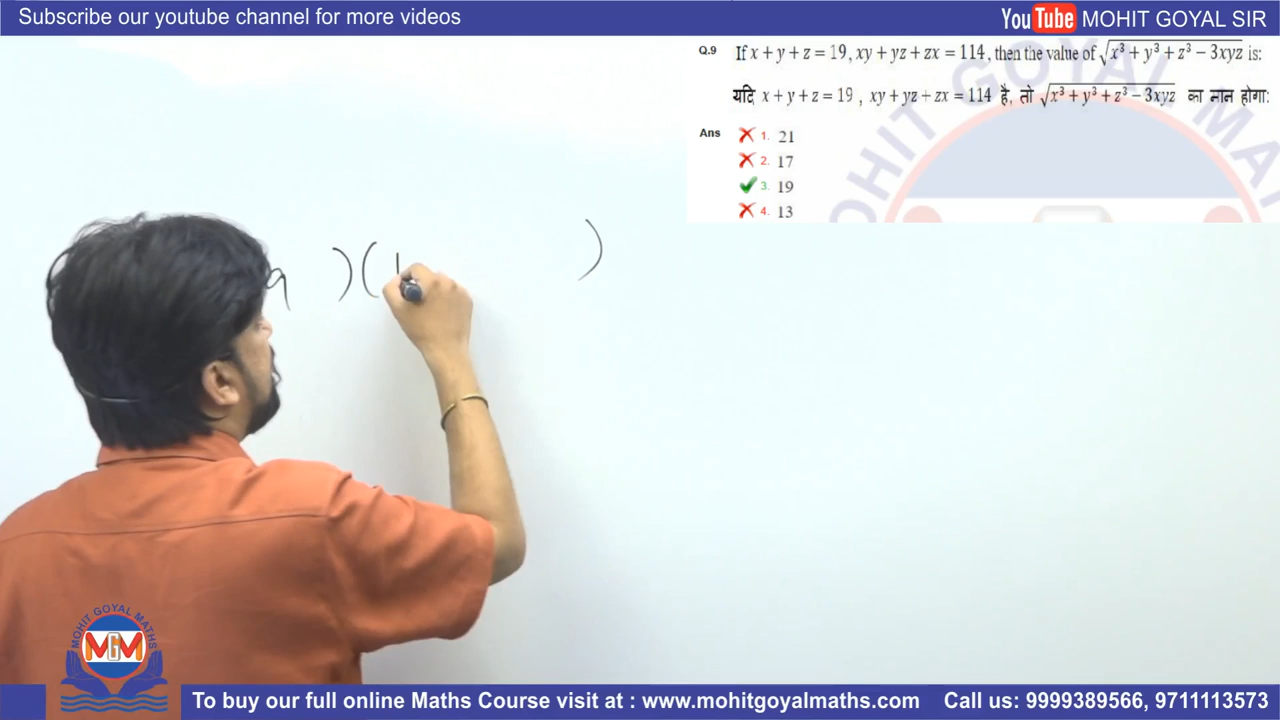 Subscribe our youtube channel for more videos
YouTube MOHIT GOYAL SIR
Q.9 If x + y + z = 19, xy + yz + zx = 114, then the value of √(x³ + y³ + z³ − 3xyz) is:
यदि x + y + z = 19 , xy + yz + zx = 114 है, तो √(x³ + y³ + z³ − 3xyz) का मान होगा:
Ans 1. 21
2. 17
3. 19
4. 13
9 ) ( )
MOHIT GOYAL MATHS
MGM
To buy our full online Maths Course visit at : www.mohitgoyalmaths.com Call us: 9999389566, 9711113573